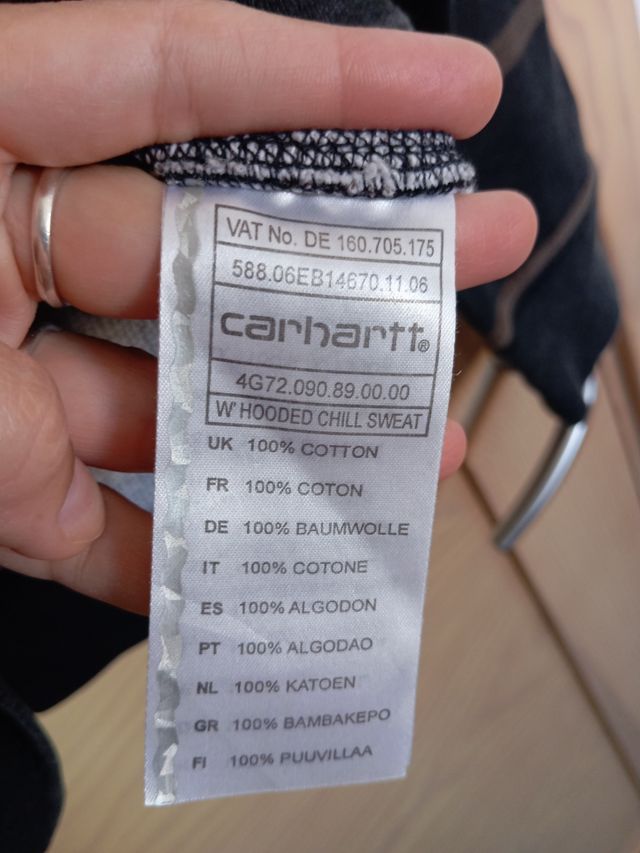 VAT No. DE 160.705.175
588.06EB14670.11.06
carhartt®
4G72.090.89.00.00
W' HOODED CHILL SWEAT
UK 100% COTTON
FR 100% COTON
DE 100% BAUMWOLLE
IT 100% COTONE
ES 100% ALGODON
PT 100% ALGODAO
NL 100% KATOEN
GR 100% BAMBAKEPO
FI 100% PUUVILLAA